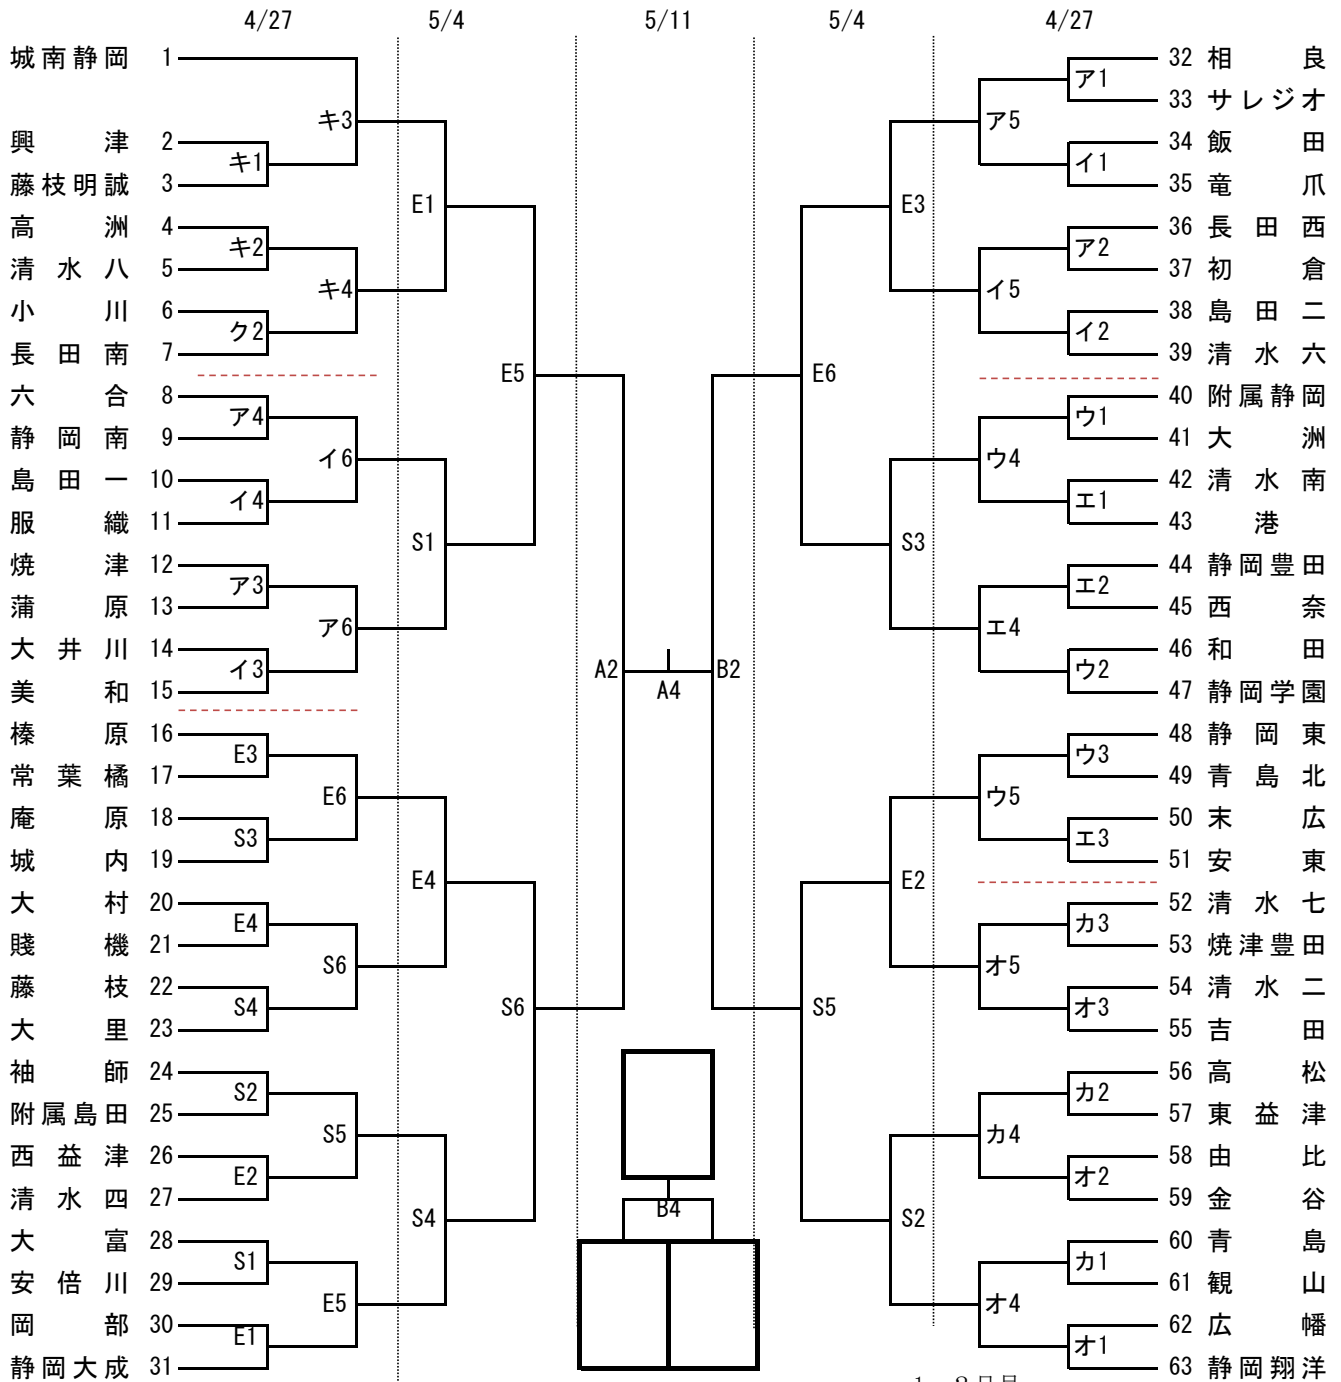 4/27 5/4 5/11 5/4 4/27
城南静岡 1
キ3
興津 2
キ1
藤枝明誠 3
E1
高洲 4
キ2
清水八 5
キ4
小川 6
ク2
長田南 7
E5
六合 8
ア4
静岡南 9
イ6
島田一 10
イ4
服織 11
S1
焼津 12
ア3
蒲原 13
ア6
大井川 14
イ3
美和 15
A2
A4
B2
榛原 16
E3
常葉橘 17
E6
庵原 18
S3
城内 19
E4
大村 20
E4
賤機 21
S6
藤枝 22
S4
大里 23
S6
袖師 24
S2
附属島田 25
S5
西益津 26
E2
清水四 27
S4
大富 28
S1
安倍川 29
E5
岡部 30
E1
静岡大成 31
B4
32 相良
ア1
33 サレジオ
ア5
34 飯田
イ1
35 竜爪
E3
36 長田西
ア2
37 初倉
イ5
38 島田二
イ2
39 清水六
E6
40 附属静岡
ウ1
41 大洲
ウ4
42 清水南
エ1
43 港
S3
44 静岡豊田
エ2
45 西奈
エ4
46 和田
ウ2
47 静岡学園
48 静岡東
ウ3
49 青島北
ウ5
50 末広
エ3
51 安東
E2
52 清水七
カ3
53 焼津豊田
オ5
54 清水二
オ3
55 吉田
S5
56 高松
カ2
57 東益津
カ4
58 由比
オ2
59 金谷
S2
60 青島
カ1
61 観山
オ4
62 広幡
オ1
63 静岡翔洋